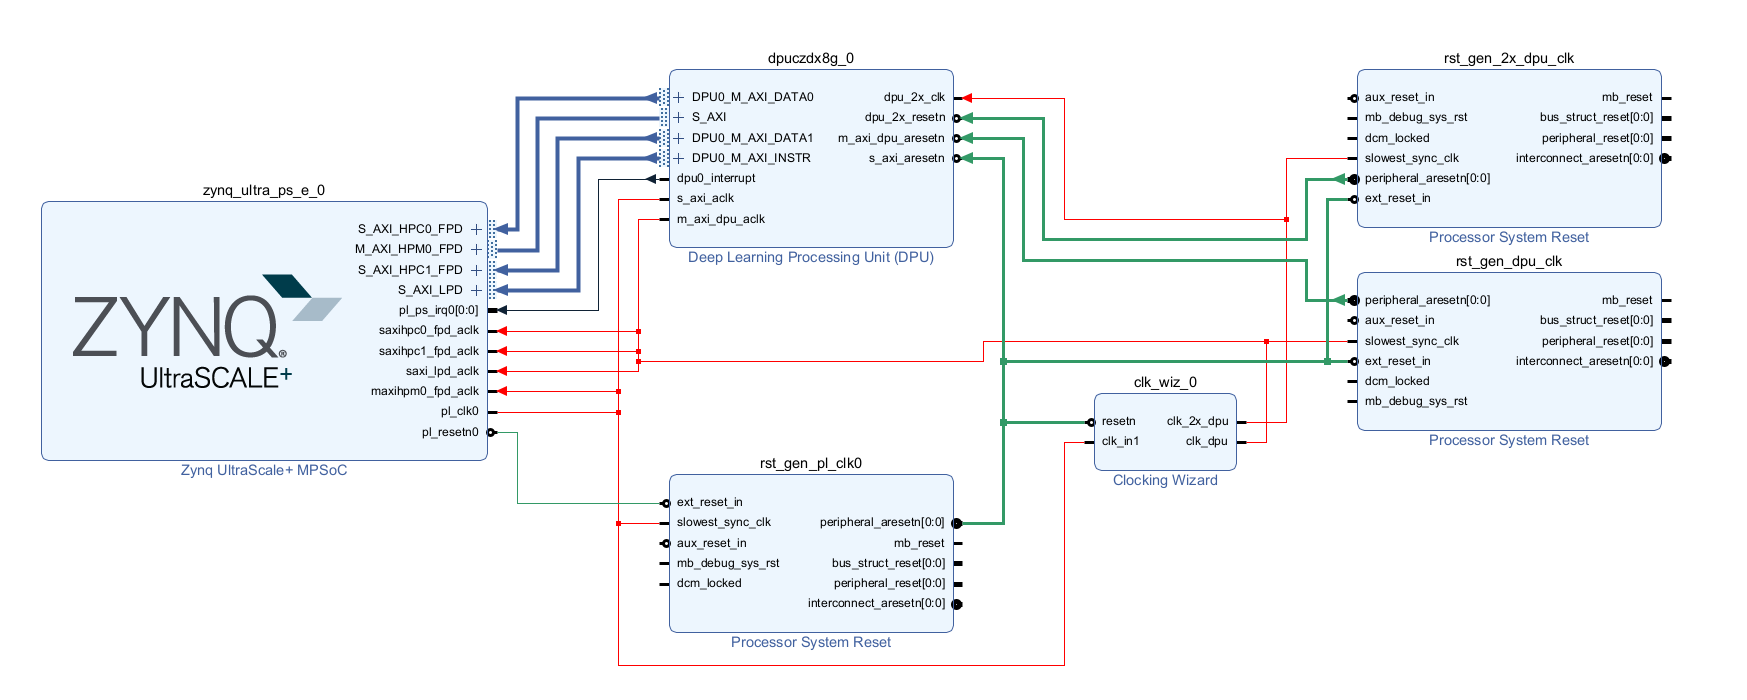 zynq_ultra_ps_e_0
S_AXI_HPC0_FPD
M_AXI_HPM0_FPD
S_AXI_HPC1_FPD
S_AXI_LPD
pl_ps_irq0[0:0]
saxihpc0_fpd_aclk
saxihpc1_fpd_aclk
saxi_lpd_aclk
maxihpm0_fpd_aclk
pl_clk0
pl_resetn0
ZYNQ®
UltraSCALE+
Zynq UltraScale+ MPSoC
dpuczdx8g_0
DPU0_M_AXI_DATA0
S_AXI
DPU0_M_AXI_DATA1
DPU0_M_AXI_INSTR
dpu0_interrupt
s_axi_aclk
m_axi_dpu_aclk
dpu_2x_clk
dpu_2x_resetn
m_axi_dpu_aresetn
s_axi_aresetn
Deep Learning Processing Unit (DPU)
rst_gen_pl_clk0
ext_reset_in
slowest_sync_clk
aux_reset_in
mb_debug_sys_rst
dcm_locked
peripheral_aresetn[0:0]
mb_reset
bus_struct_reset[0:0]
peripheral_reset[0:0]
interconnect_aresetn[0:0]
Processor System Reset
clk_wiz_0
resetn
clk_in1
clk_2x_dpu
clk_dpu
Clocking Wizard
rst_gen_2x_dpu_clk
aux_reset_in
mb_debug_sys_rst
dcm_locked
slowest_sync_clk
peripheral_aresetn[0:0]
ext_reset_in
mb_reset
bus_struct_reset[0:0]
peripheral_reset[0:0]
interconnect_aresetn[0:0]
Processor System Reset
rst_gen_dpu_clk
peripheral_aresetn[0:0]
aux_reset_in
slowest_sync_clk
ext_reset_in
dcm_locked
mb_debug_sys_rst
mb_reset
bus_struct_reset[0:0]
peripheral_reset[0:0]
interconnect_aresetn[0:0]
Processor System Reset